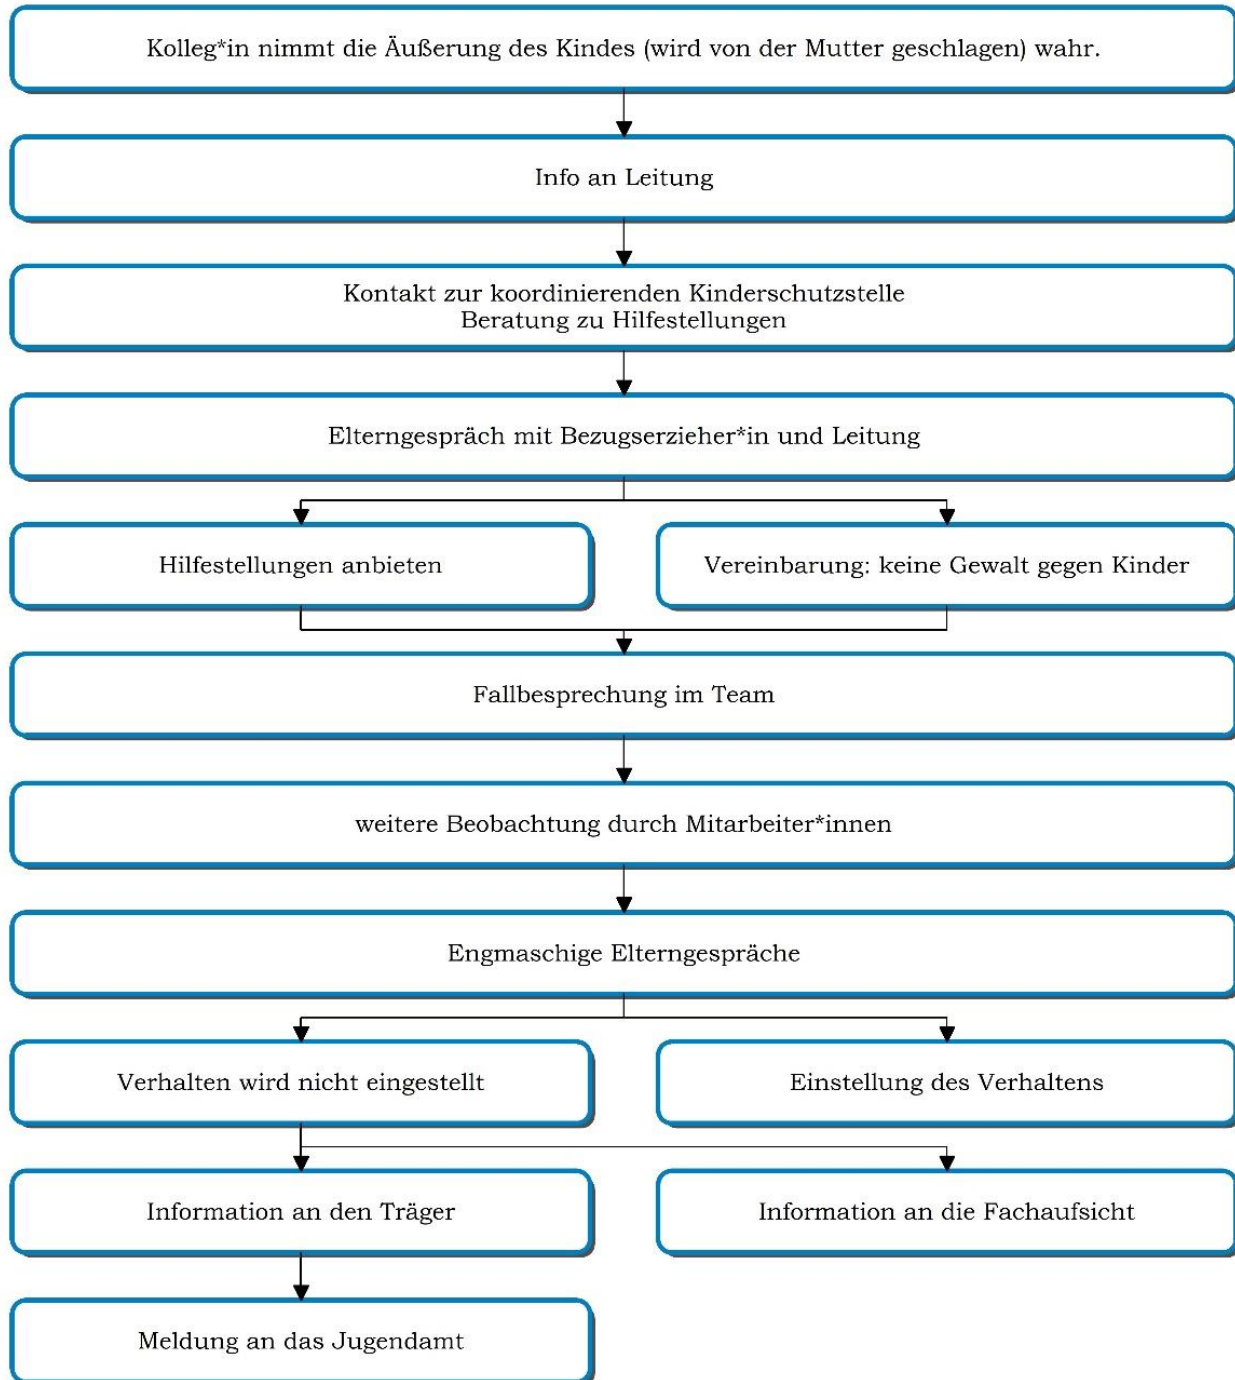 Kolleg*in nimmt die Äußerung des Kindes (wird von der Mutter geschlagen) wahr.
Info an Leitung
Kontakt zur koordinierenden Kinderschutzstelle
Beratung zu Hilfestellungen
Elterngespräch mit Bezugserzieher*in und Leitung
Hilfestellungen anbieten
Vereinbarung: keine Gewalt gegen Kinder
Fallbesprechung im Team
weitere Beobachtung durch Mitarbeiter*innen
Engmaschige Elterngespräche
Verhalten wird nicht eingestellt
Einstellung des Verhaltens
Information an den Träger
Information an die Fachaufsicht
Meldung an das Jugendamt